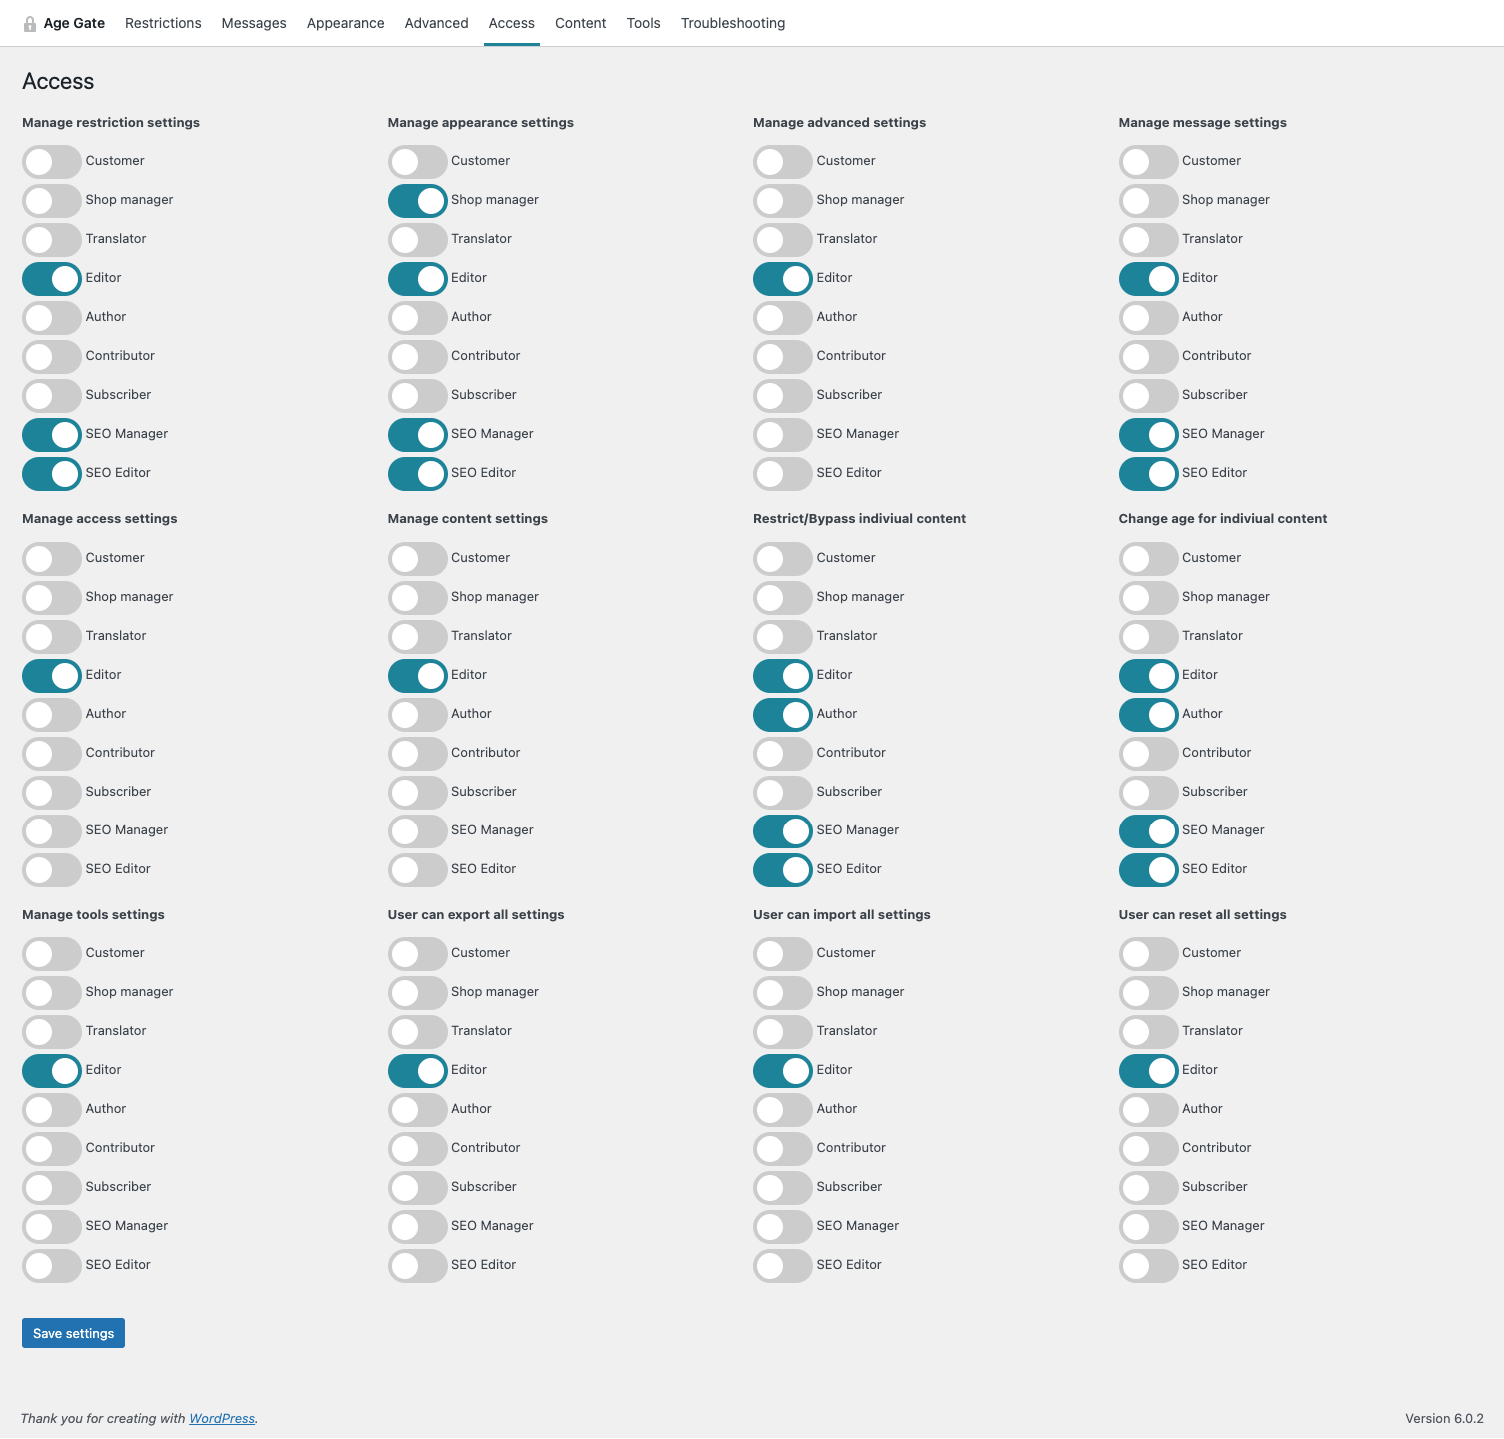 Age Gate Restrictions Messages Appearance Advanced Access Content Tools Troubleshooting
Access
Manage restriction settings
Customer
Shop manager
Translator
Editor
Author
Contributor
Subscriber
SEO Manager
SEO Editor
Manage appearance settings
Customer
Shop manager
Translator
Editor
Author
Contributor
Subscriber
SEO Manager
SEO Editor
Manage advanced settings
Customer
Shop manager
Translator
Editor
Author
Contributor
Subscriber
SEO Manager
SEO Editor
Manage message settings
Customer
Shop manager
Translator
Editor
Author
Contributor
Subscriber
SEO Manager
SEO Editor
Manage access settings
Customer
Shop manager
Translator
Editor
Author
Contributor
Subscriber
SEO Manager
SEO Editor
Manage content settings
Customer
Shop manager
Translator
Editor
Author
Contributor
Subscriber
SEO Manager
SEO Editor
Restrict/Bypass indiviual content
Customer
Shop manager
Translator
Editor
Author
Contributor
Subscriber
SEO Manager
SEO Editor
Change age for indiviual content
Customer
Shop manager
Translator
Editor
Author
Contributor
Subscriber
SEO Manager
SEO Editor
Manage tools settings
Customer
Shop manager
Translator
Editor
Author
Contributor
Subscriber
SEO Manager
SEO Editor
User can export all settings
Customer
Shop manager
Translator
Editor
Author
Contributor
Subscriber
SEO Manager
SEO Editor
User can import all settings
Customer
Shop manager
Translator
Editor
Author
Contributor
Subscriber
SEO Manager
SEO Editor
User can reset all settings
Customer
Shop manager
Translator
Editor
Author
Contributor
Subscriber
SEO Manager
SEO Editor
Save settings
Thank you for creating with WordPress.
Version 6.0.2